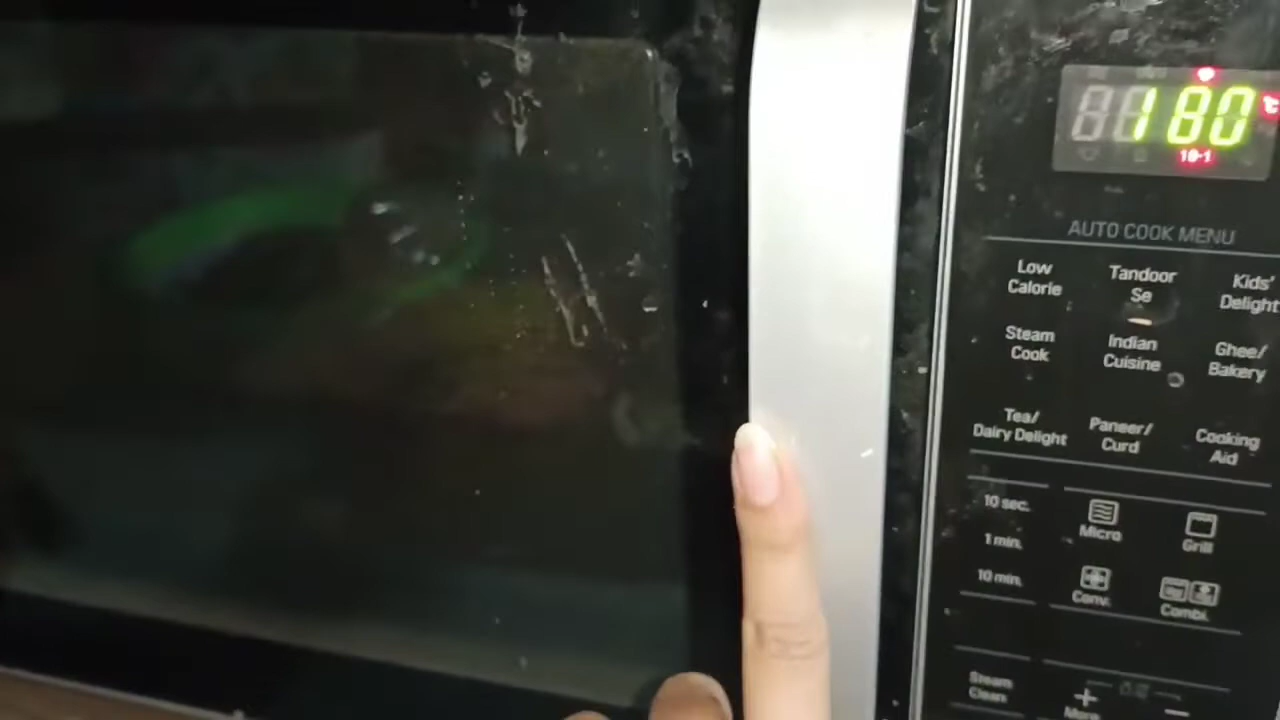 180
°C
AUTO COOK MENU
Low
Calorie
Tandoor
Se
Kids'
Delight
Steam
Cook
Indian
Cuisine
Ghee/
Bakery
Tea/
Dairy Delight
Paneer/
Curd
Cooking
Aid
10 sec.
1 min.
10 min.
Micro
Grill
Conv.
Combi.
Steam
Clean
+
More
−